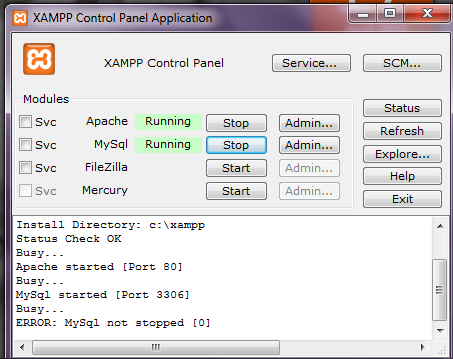 XAMPP Control Panel Application
XAMPP Control Panel
Service...
SCM...
Modules
Svc Apache Running Stop Admin...
Svc MySql Running Stop Admin...
Svc FileZilla Start Admin...
Svc Mercury Start Admin...
Status
Refresh
Explore...
Help
Exit
Install Directory: c:\xampp
Status Check OK
Busy...
Apache started [Port 80]
Busy...
MySql started [Port 3306]
Busy...
ERROR: MySql not stopped [0]